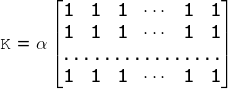 1 1 1 ⋯ 1 1
K = α 1 1 1 ⋯ 1 1
.................
1 1 1 ⋯ 1 1